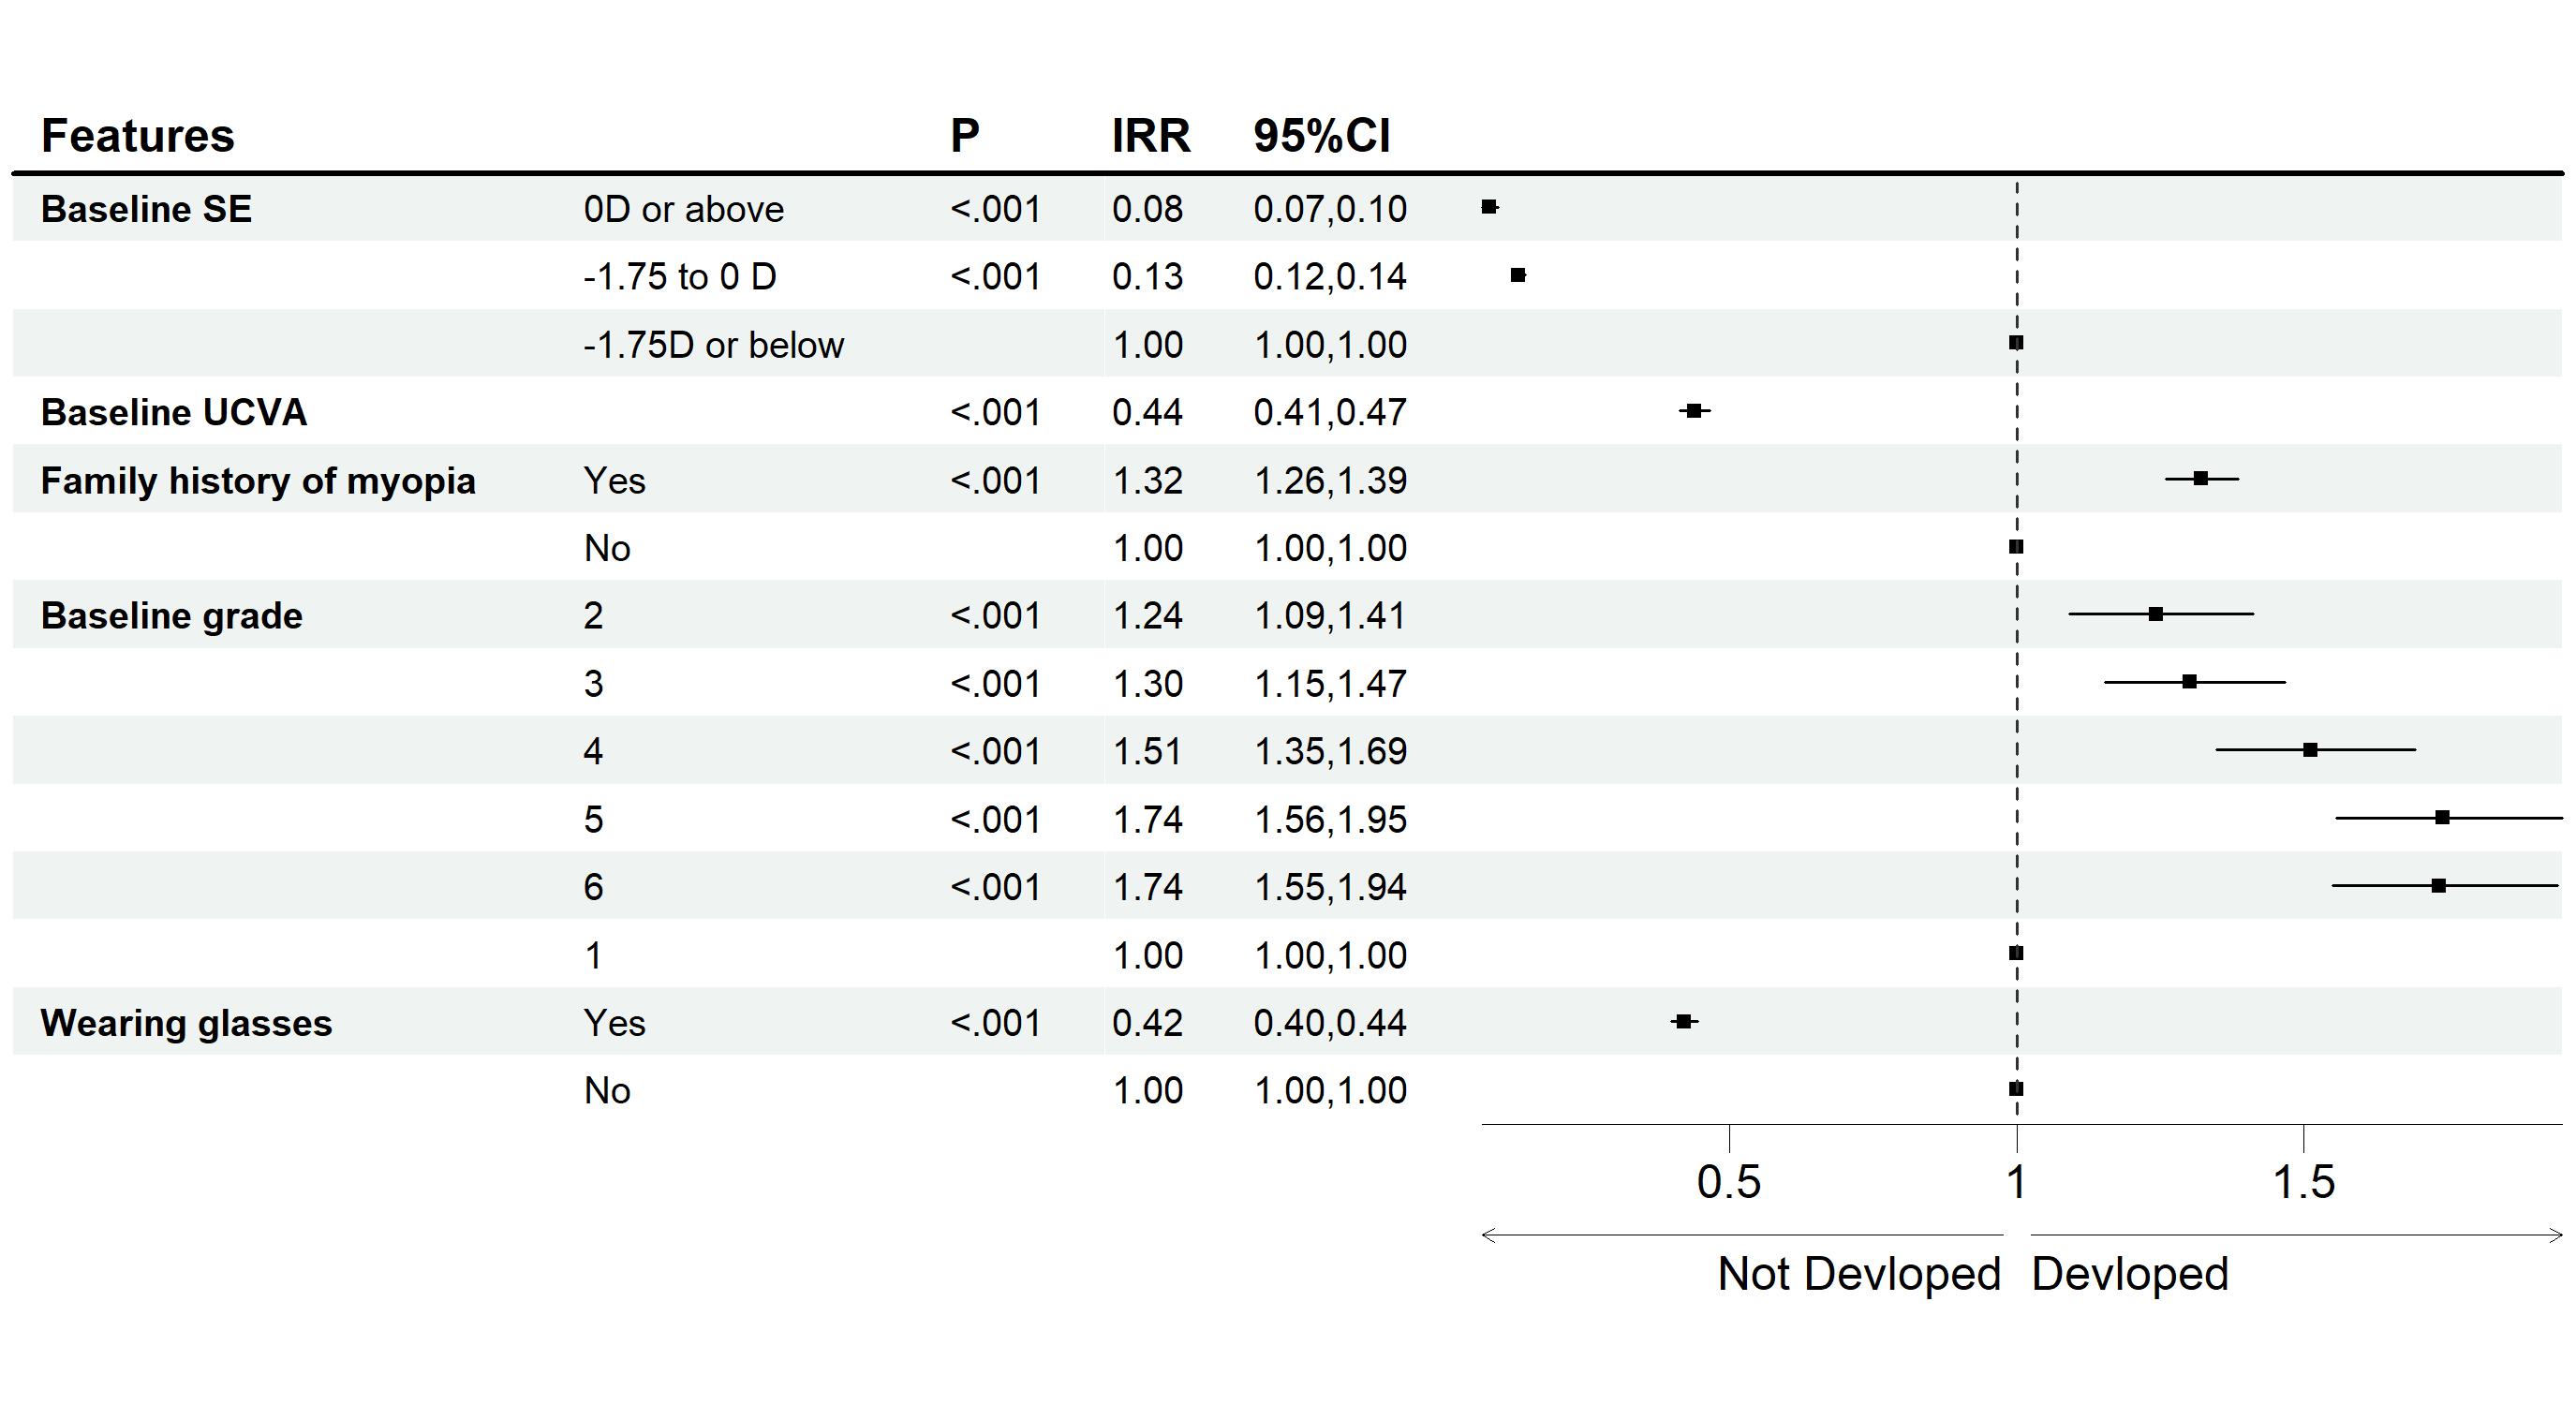 Features P IRR 95%CI
Baseline SE 0D or above <.001 0.08 0.07,0.10
-1.75 to 0 D <.001 0.13 0.12,0.14
-1.75D or below 1.00 1.00,1.00
Baseline UCVA <.001 0.44 0.41,0.47
Family history of myopia Yes <.001 1.32 1.26,1.39
No 1.00 1.00,1.00
Baseline grade 2 <.001 1.24 1.09,1.41
3 <.001 1.30 1.15,1.47
4 <.001 1.51 1.35,1.69
5 <.001 1.74 1.56,1.95
6 <.001 1.74 1.55,1.94
1 1.00 1.00,1.00
Wearing glasses Yes <.001 0.42 0.40,0.44
No 1.00 1.00,1.00
0.5 1 1.5
Not Devloped Devloped